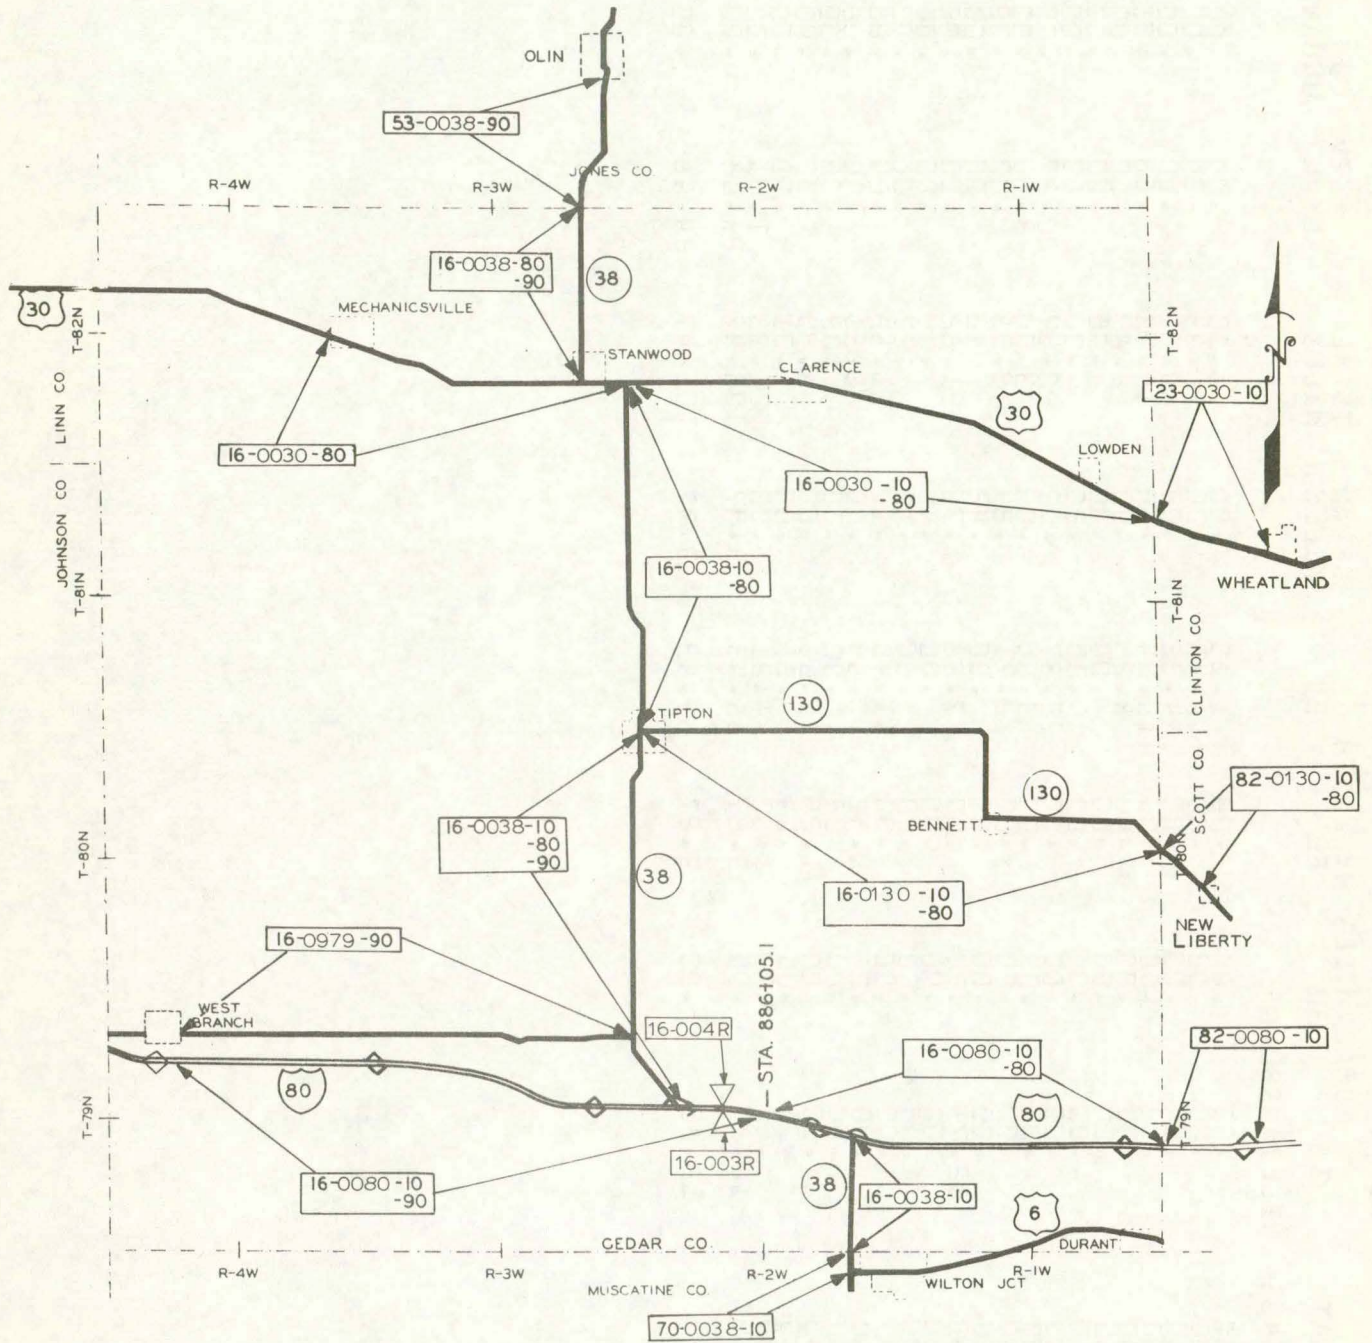 OLIN
53-0038-90
JONES CO.
R-4W
R-3W
R-2W
R-1W
16-0038-80
-90
38
30
MECHANICSVILLE
T-82N
T-82N
STANWOOD
CLARENCE
23-0030-10
30
LINN CO
16-0030-80
LOWDEN
16-0030-10
-80
JOHNSON CO
16-0038-10
-80
WHEATLAND
T-81N
T-81N
CLINTON CO
TIPTON
130
SCOTT CO
82-0130-10
-80
130
BENNETT
16-0038-10
-80
-90
T-80N
T-80N
38
16-0130-10
-80
NEW
LIBERTY
16-0979-90
STA. 886+05.1
WEST
BRANCH
16-004R
16-0080-10
-80
82-0080-10
80
80
T-79N
T-79N
16-003R
16-0080-10
-90
38
16-0038-10
6
CEDAR CO.
DURANT
R-4W
R-3W
R-2W
R-1W
MUSCATINE CO.
WILTON JCT
70-0038-10